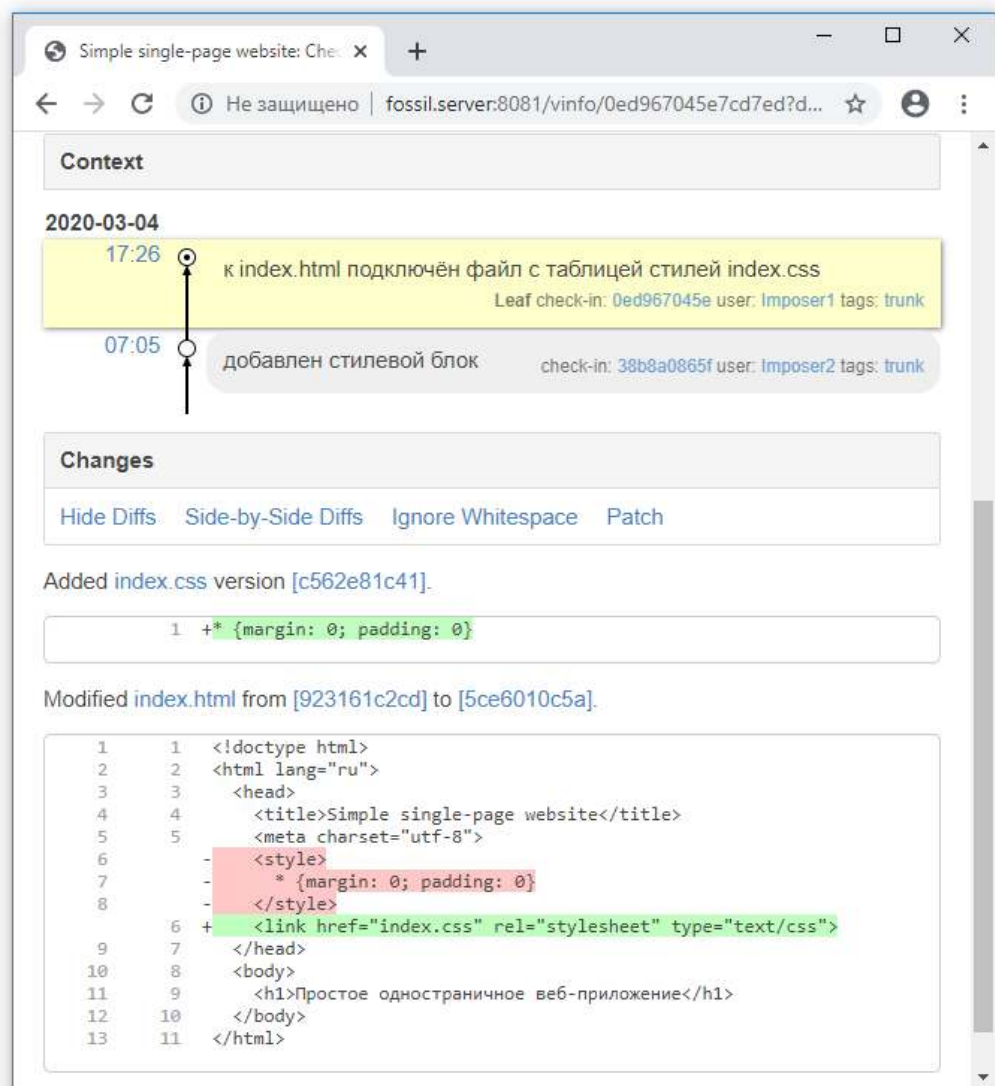 Simple single-page website: Chec
Не защищено | fossil.server:8081/vinfo/0ed967045e7cd7ed?d...
Context
2020-03-04
17:26
к index.html подключён файл с таблицей стилей index.css
Leaf check-in: 0ed967045e user: Imposer1 tags: trunk
07:05
добавлен стилевой блок check-in: 38b8a0865f user: Imposer2 tags: trunk
Changes
Hide Diffs Side-by-Side Diffs Ignore Whitespace Patch
Added index.css version [c562e81c41].
1 +* {margin: 0; padding: 0}
Modified index.html from [923161c2cd] to [5ce6010c5a].
1 1 <!doctype html>
2 2 <html lang="ru">
3 3 <head>
4 4 <title>Simple single-page website</title>
5 5 <meta charset="utf-8">
6 - <style>
7 - * {margin: 0; padding: 0}
8 - </style>
6 + <link href="index.css" rel="stylesheet" type="text/css">
9 7 </head>
10 8 <body>
11 9 <h1>Простое одностраничное веб-приложение</h1>
12 10 </body>
13 11 </html>